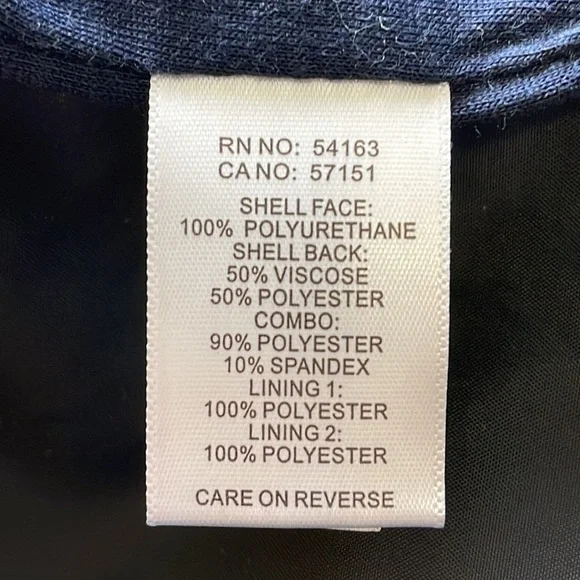 RN NO: 54163
CA NO: 57151
SHELL FACE:
100% POLYURETHANE
SHELL BACK:
50% VISCOSE
50% POLYESTER
COMBO:
90% POLYESTER
10% SPANDEX
LINING 1:
100% POLYESTER
LINING 2:
100% POLYESTER
CARE ON REVERSE